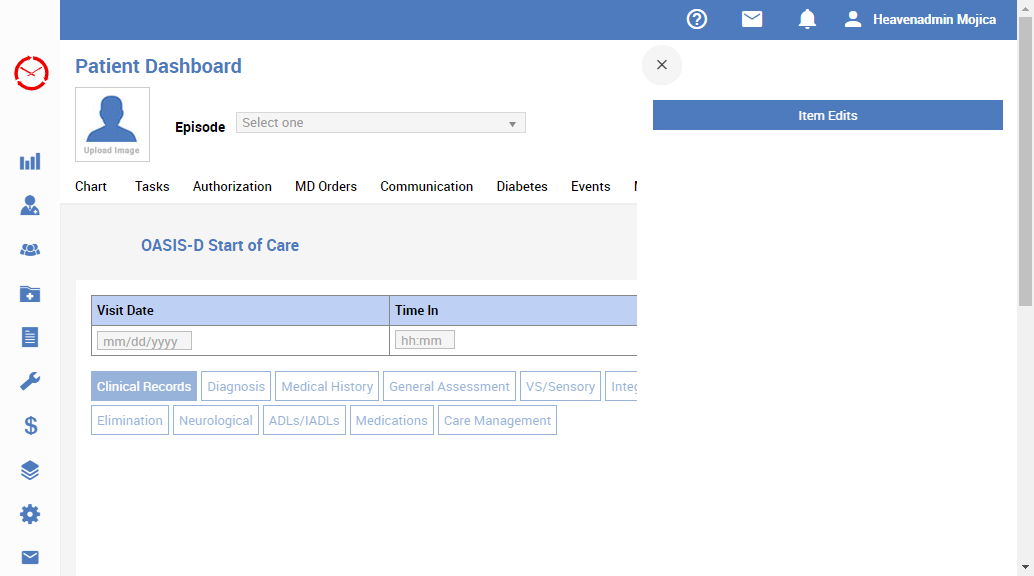 Heavenadmin Mojica
Patient Dashboard
Upload Image
Episode
Select one
Item Edits
Chart Tasks Authorization MD Orders Communication Diabetes Events
OASIS-D Start of Care
Visit Date Time In
mm/dd/yyyy hh:mm
Clinical Records Diagnosis Medical History General Assessment VS/Sensory Integ
Elimination Neurological ADLs/IADLs Medications Care Management